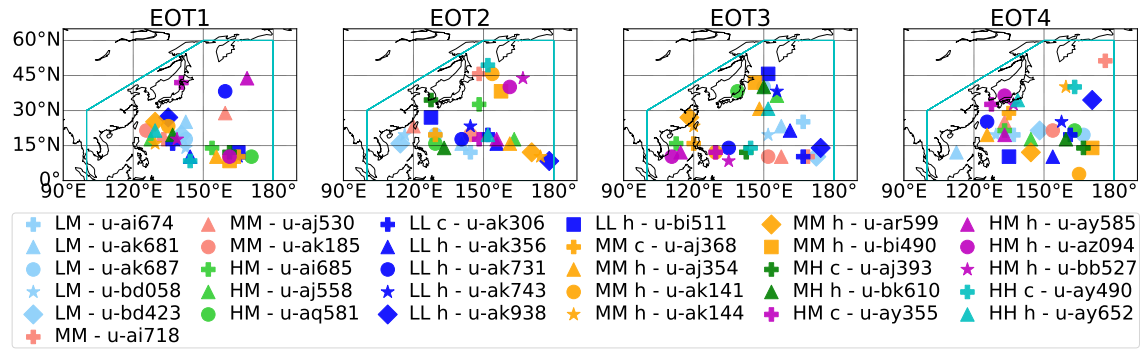 EOT1 EOT2 EOT3 EOT4
60°N
45°N
30°N
15°N
0°
90°E 120°E 150°E 180° 90°E 120°E 150°E 180° 90°E 120°E 150°E 180° 90°E 120°E 150°E 180°
LM - u-ai674 MM - u-aj530 LL c - u-ak306 LL h - u-bi511 MM h - u-ar599 HM h - u-ay585
LM - u-ak681 MM - u-ak185 LL h - u-ak356 MM c - u-aj368 MM h - u-bi490 HM h - u-az094
LM - u-ak687 HM - u-ai685 LL h - u-ak731 MM h - u-aj354 MH c - u-aj393 HM h - u-bb527
LM - u-bd058 HM - u-aj558 LL h - u-ak743 MM h - u-ak141 MH h - u-bk610 HH c - u-ay490
LM - u-bd423 HM - u-aq581 LL h - u-ak938 MM h - u-ak144 HM c - u-ay355 HH h - u-ay652
MM - u-ai718